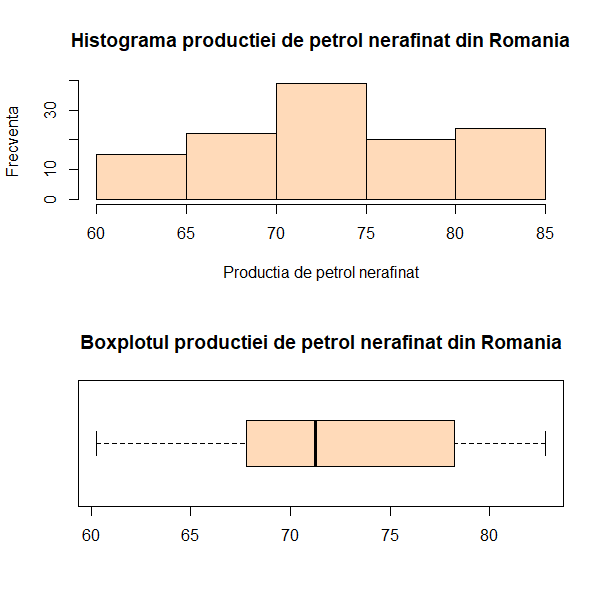 Histograma productiei de petrol nerafinat din Romania
Frecventa
30
10
0
60 65 70 75 80 85
Productia de petrol nerafinat
Boxplotul productiei de petrol nerafinat din Romania
60 65 70 75 80